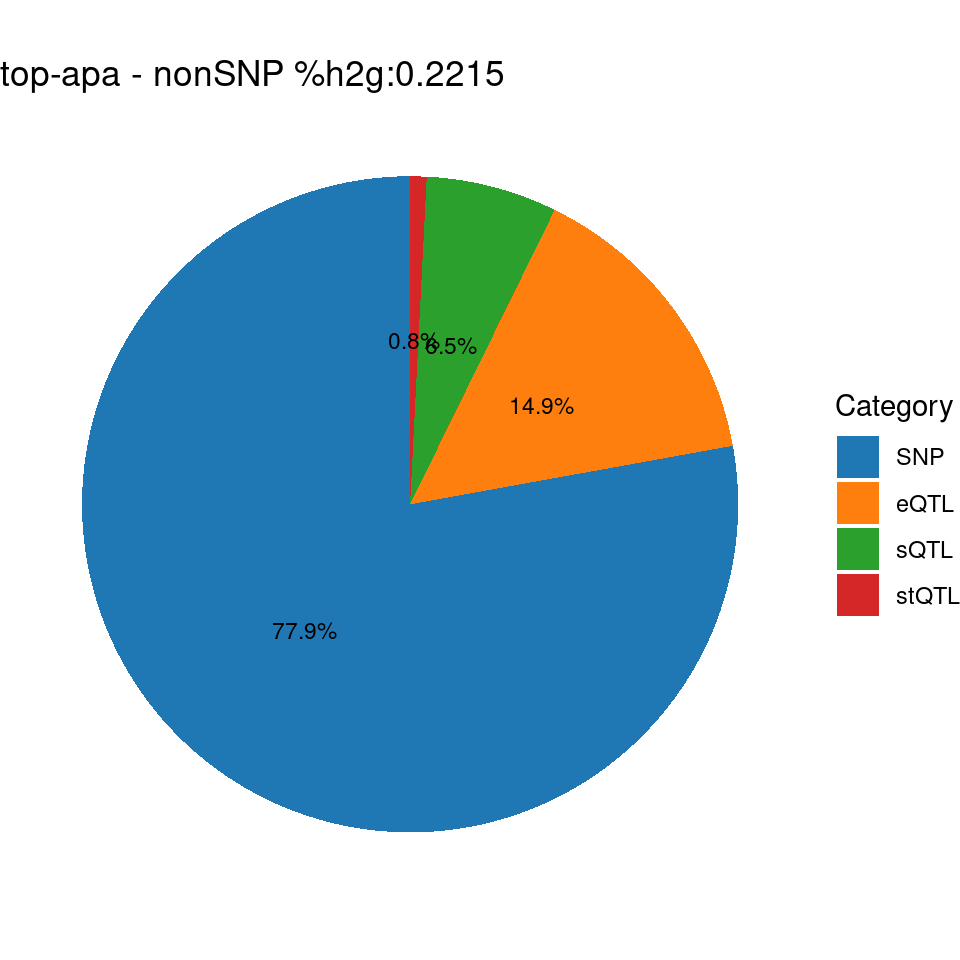 top-apa - nonSNP %h2g:0.2215
0.8%
6.5%
14.9%
77.9%
Category
SNP
eQTL
sQTL
stQTL